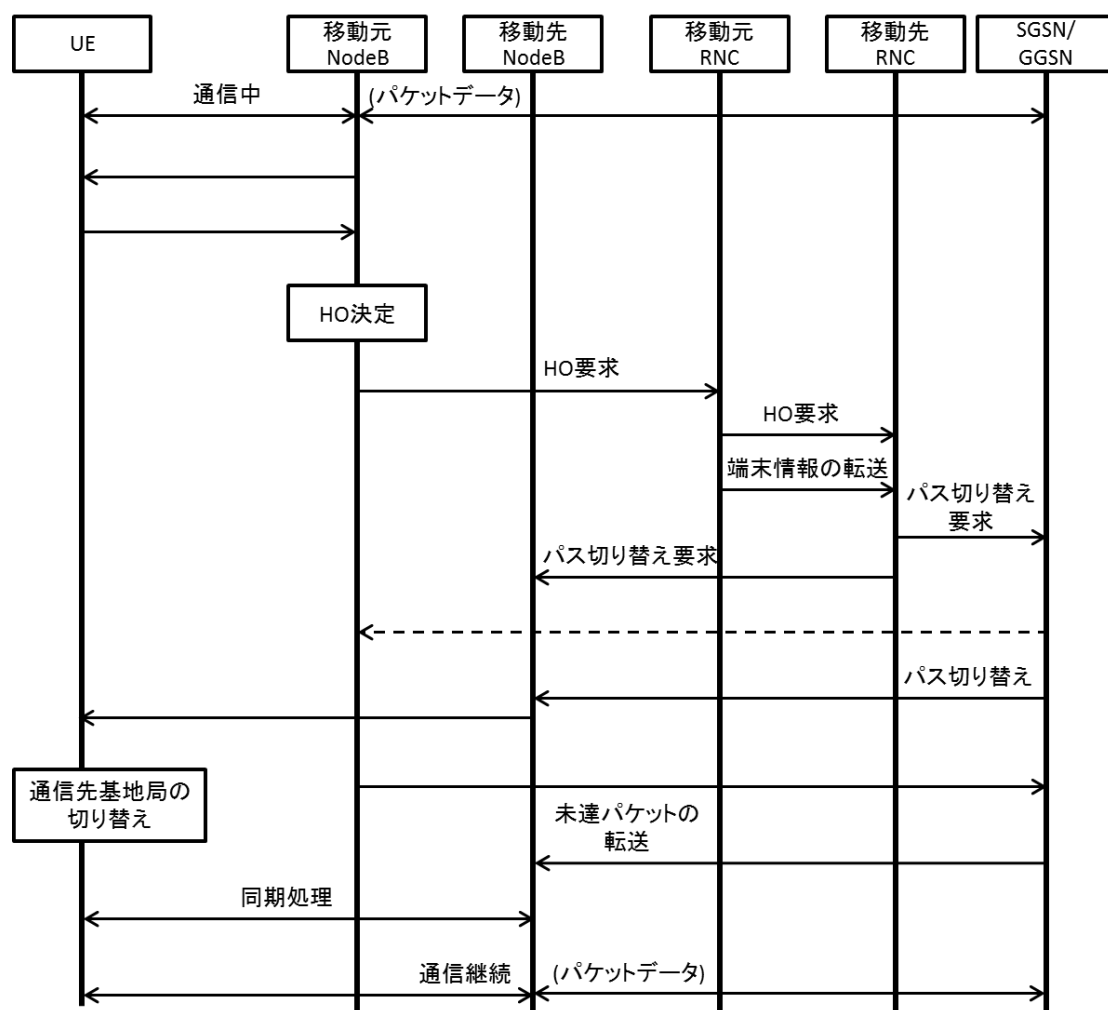 UE
移動元
NodeB
移動先
NodeB
移動元
RNC
移動先
RNC
SGSN/
GGSN
通信中
(パケットデータ)
HO決定
HO要求
HO要求
端末情報の転送
パス切り替え
要求
パス切り替え要求
パス切り替え
通信先基地局の
切り替え
未達パケットの
転送
同期処理
通信継続
(パケットデータ)